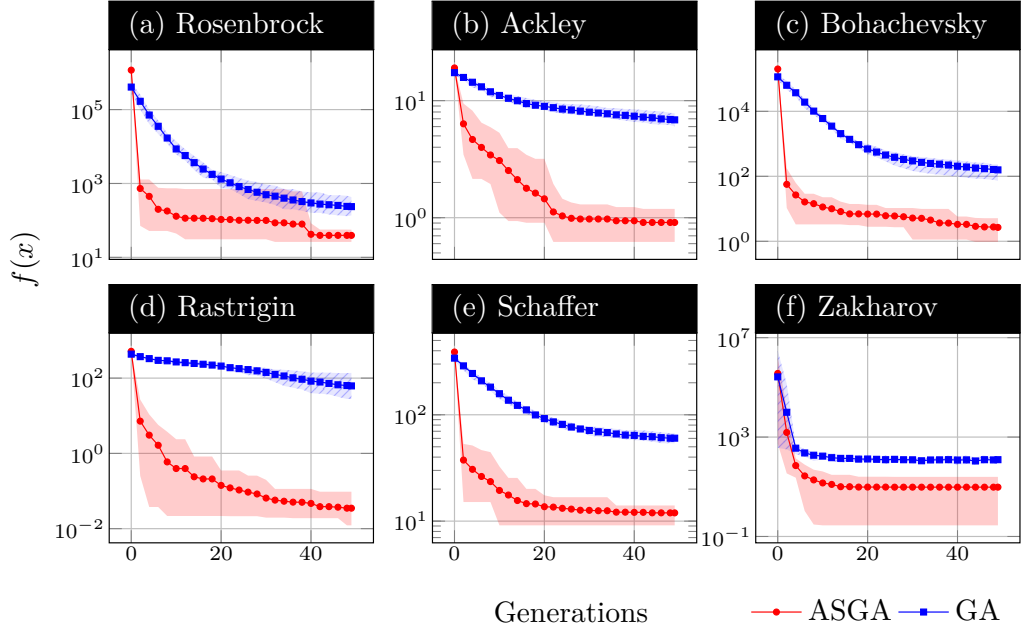 (a) Rosenbrock
(b) Ackley
(c) Bohachevsky
10^5
10^3
10^1
10^1
10^0
10^4
10^2
10^0
f(x)
(d) Rastrigin
(e) Schaffer
(f) Zakharov
10^2
10^0
10^−2
0 20 40
10^2
10^1
0 20 40
10^7
10^3
10^−1
0 20 40
Generations
ASGA GA